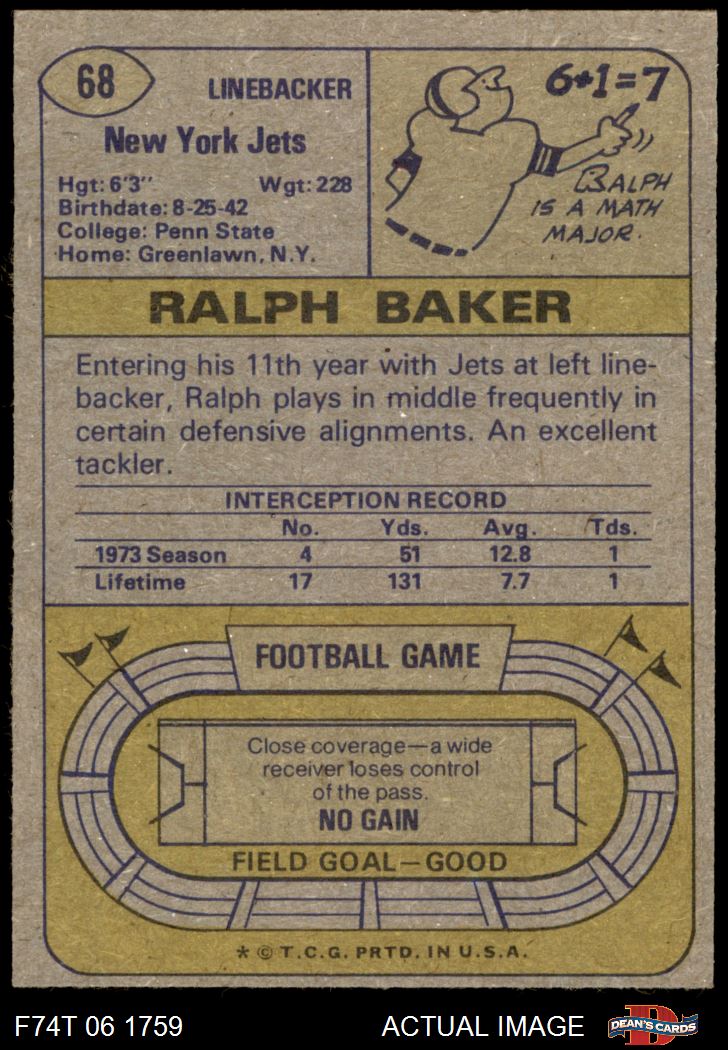 68
LINEBACKER
New York Jets
Hgt: 6'3" Wgt: 228
Birthdate: 8-25-42
College: Penn State
Home: Greenlawn, N.Y.
6+1=7
RALPH
IS A MATH
MAJOR.
RALPH BAKER
Entering his 11th year with Jets at left line-
backer, Ralph plays in middle frequently in
certain defensive alignments. An excellent
tackler.
INTERCEPTION RECORD
No. Yds. Avg. Tds.
1973 Season 4 51 12.8 1
Lifetime 17 131 7.7 1
FOOTBALL GAME
Close coverage—a wide
receiver loses control
of the pass.
NO GAIN
FIELD GOAL—GOOD
* © T.C.G. PRTD. IN U.S.A.
F74T 06 1759 ACTUAL IMAGE
D
DEAN'S CARDS